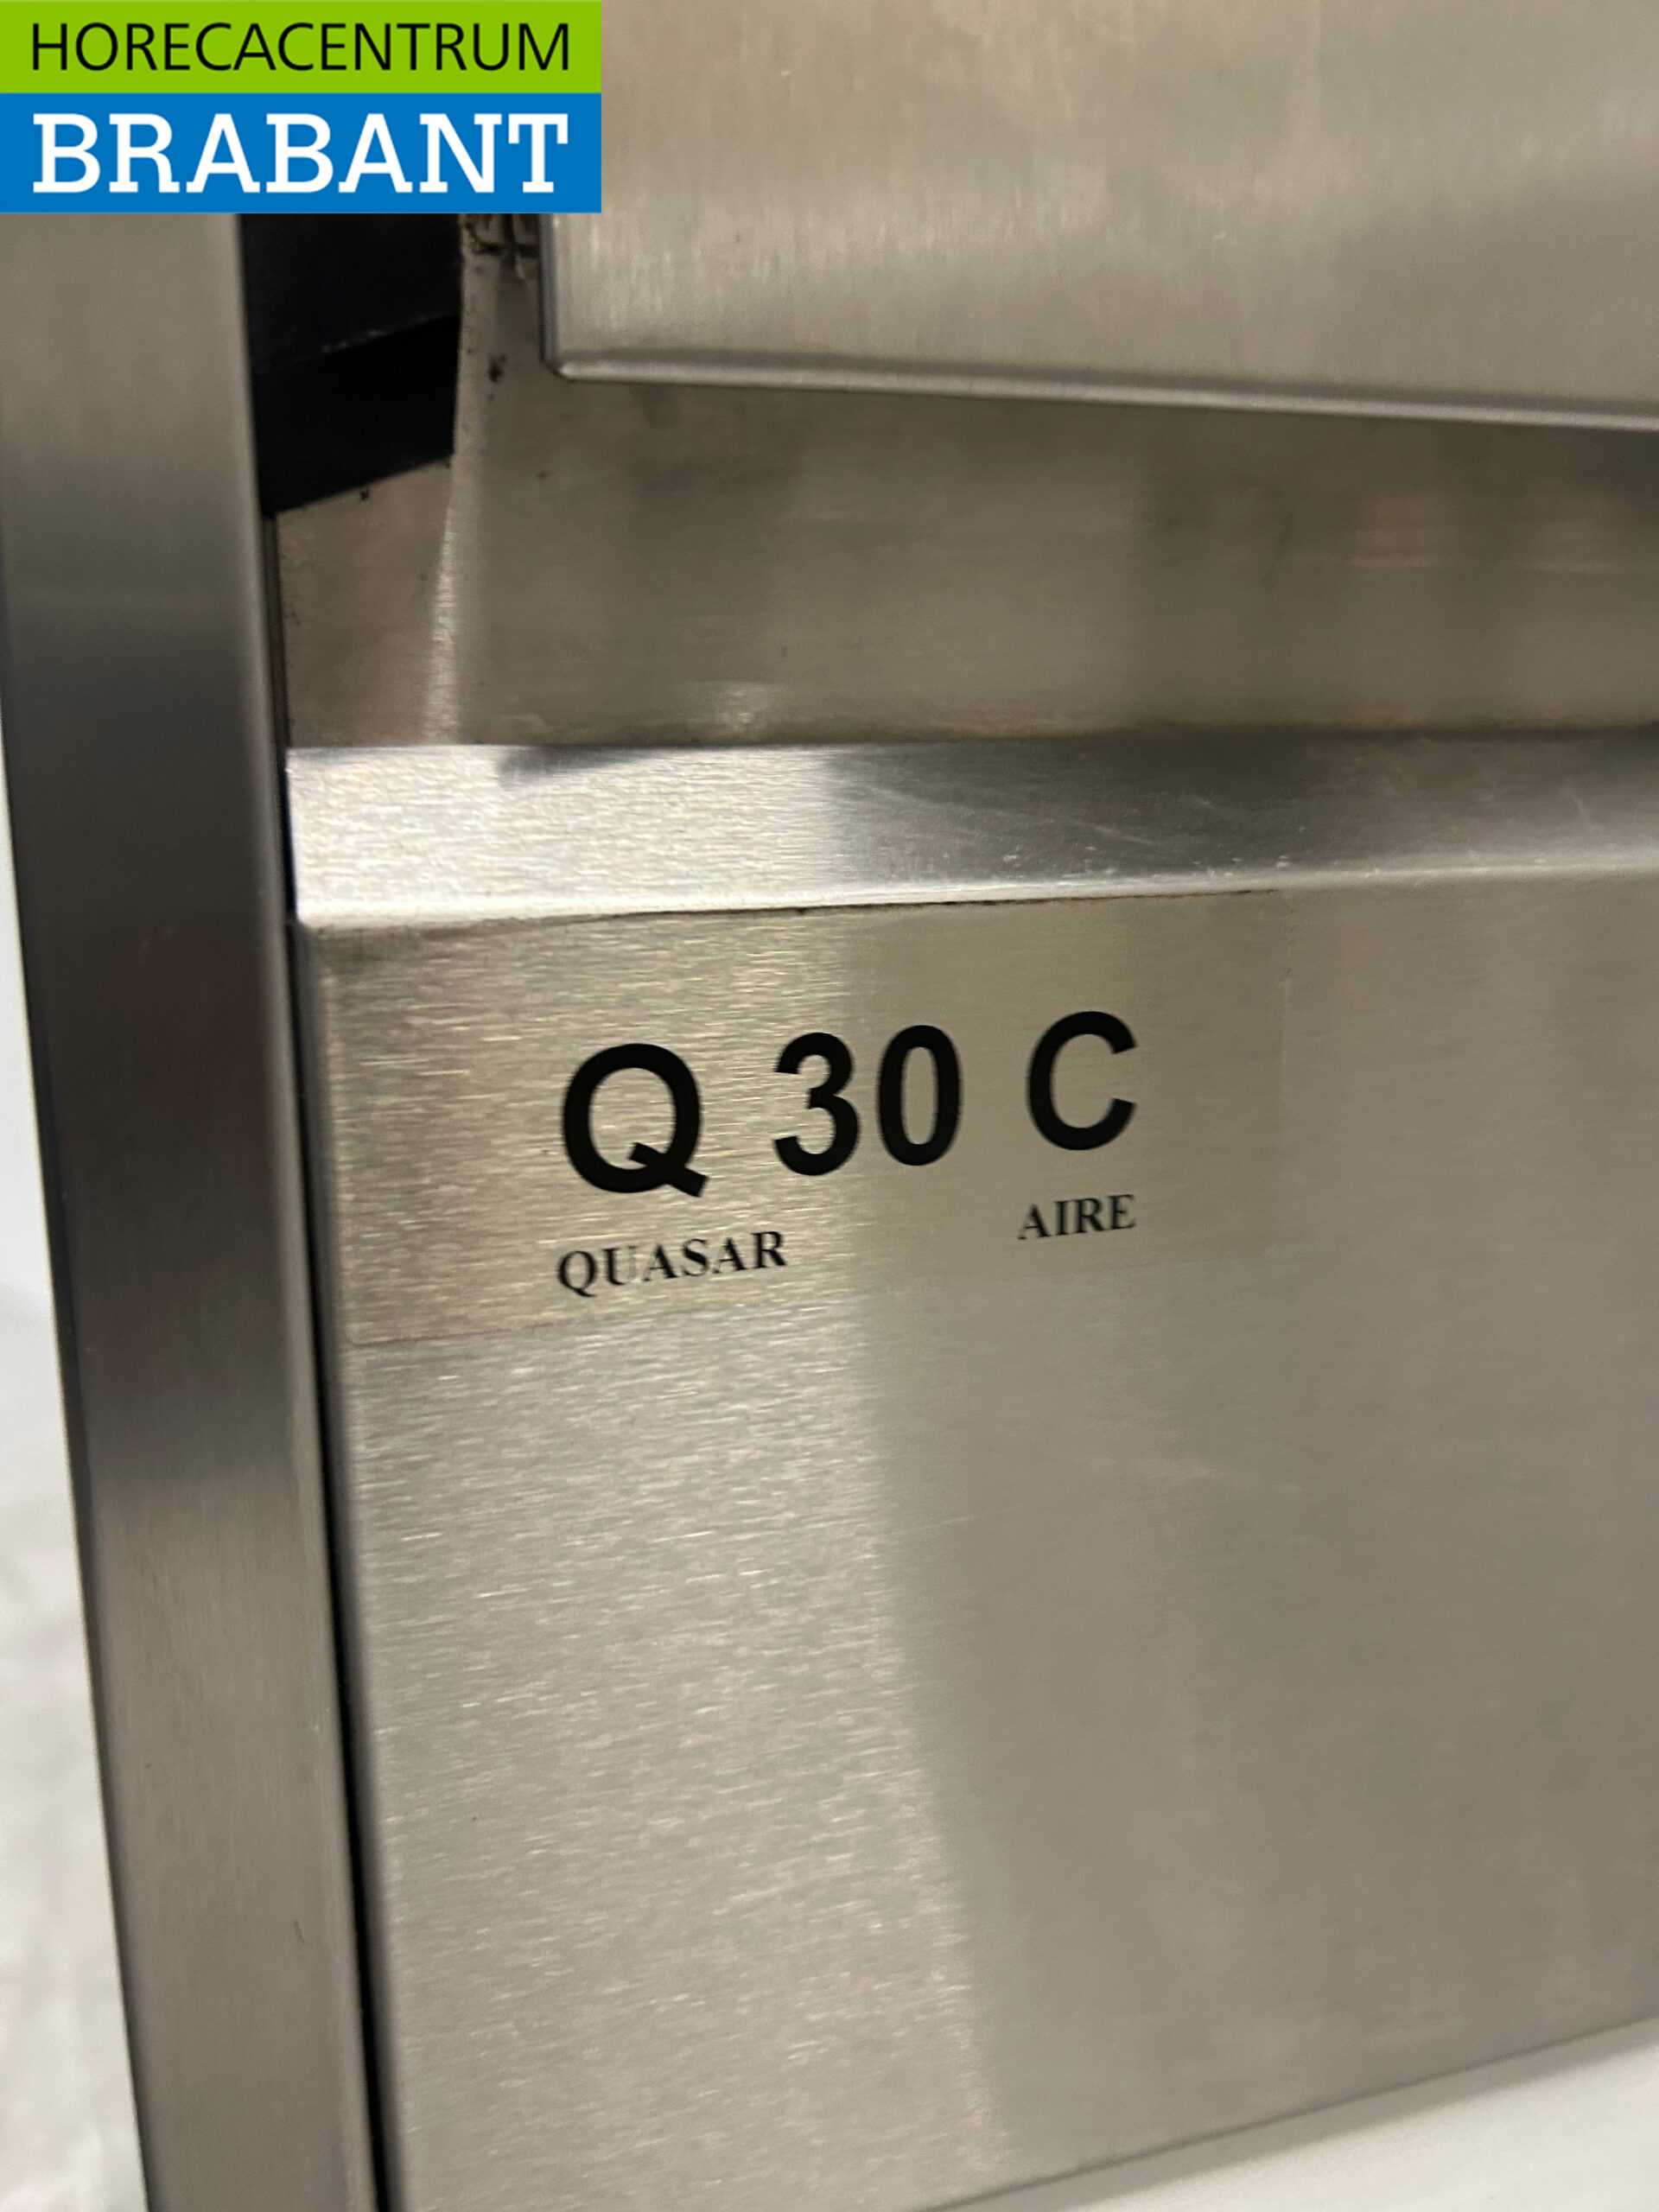 HORECACENTRUM
BRABANT
Q 30 C
QUASAR AIRE